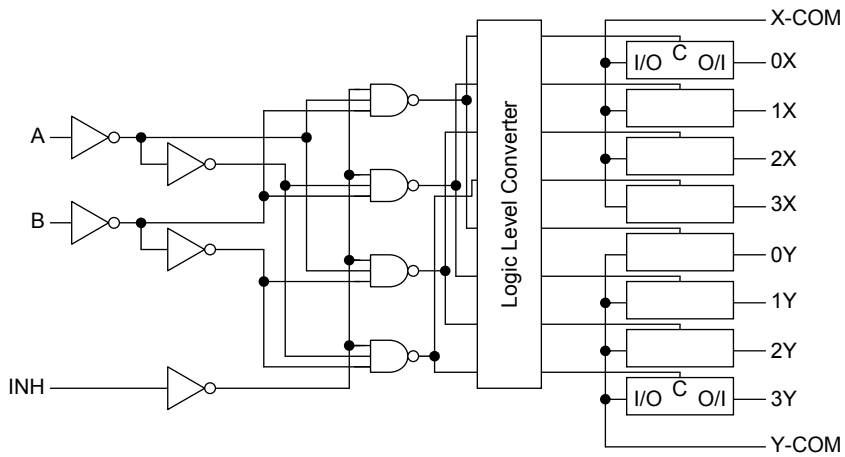 X-COM
I/O C O/I
0X
A
1X
2X
3X
B
Logic Level Converter
0Y
1Y
2Y
INH
I/O C O/I
3Y
Y-COM